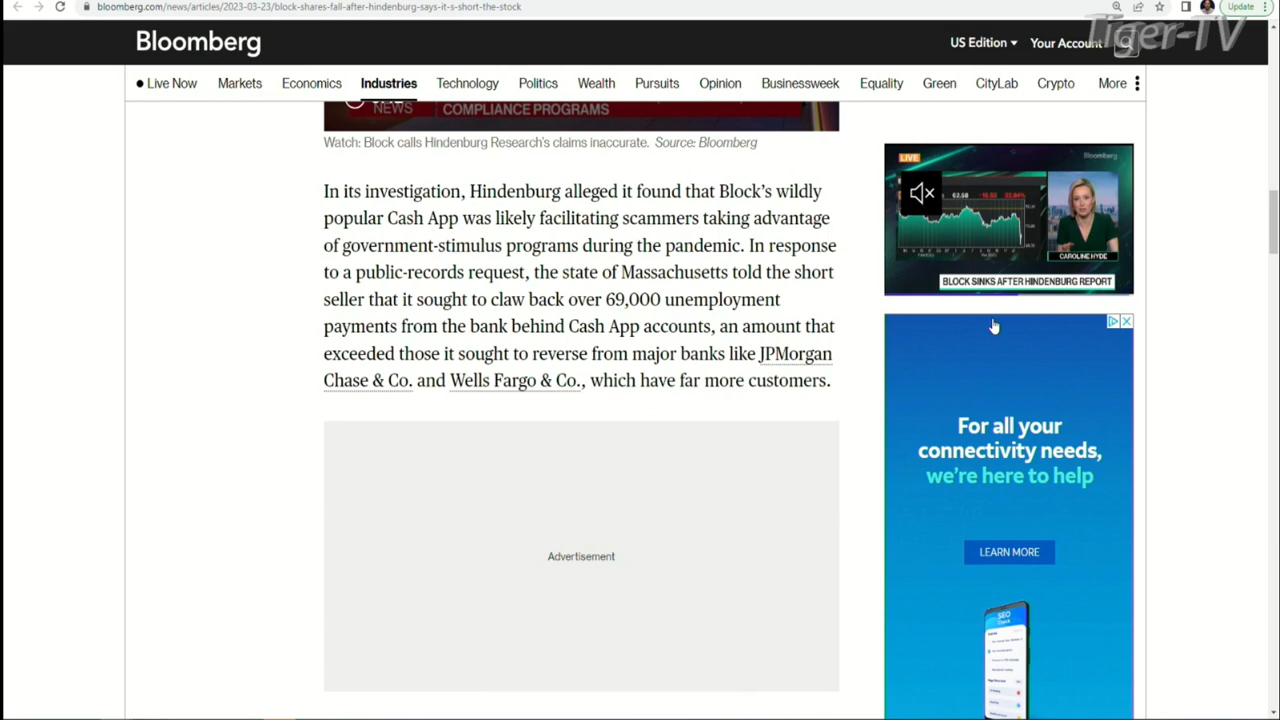 bloomberg.com/news/articles/2023-03-23/block-shares-fall-after-hindenburg-says-it-s-short-the-stock
Update
Tiger-TV
Bloomberg
US Edition
Your Account
Live Now
Markets
Economics
Industries
Technology
Politics
Wealth
Pursuits
Opinion
Businessweek
Equality
Green
CityLab
Crypto
More
NEWS
COMPLIANCE PROGRAMS
Watch: Block calls Hindenburg Research's claims inaccurate. Source: Bloomberg
In its investigation, Hindenburg alleged it found that Block's wildly
popular Cash App was likely facilitating scammers taking advantage
of government-stimulus programs during the pandemic. In response
to a public-records request, the state of Massachusetts told the short
seller that it sought to claw back over 69,000 unemployment
payments from the bank behind Cash App accounts, an amount that
exceeded those it sought to reverse from major banks like JPMorgan
Chase & Co. and Wells Fargo & Co., which have far more customers.
Advertisement
LIVE
Bloomberg
62.58
CAROLINE HYDE
BLOCK SINKS AFTER HINDENBURG REPORT
For all your
connectivity needs,
we're here to help
LEARN MORE
SEO
Check